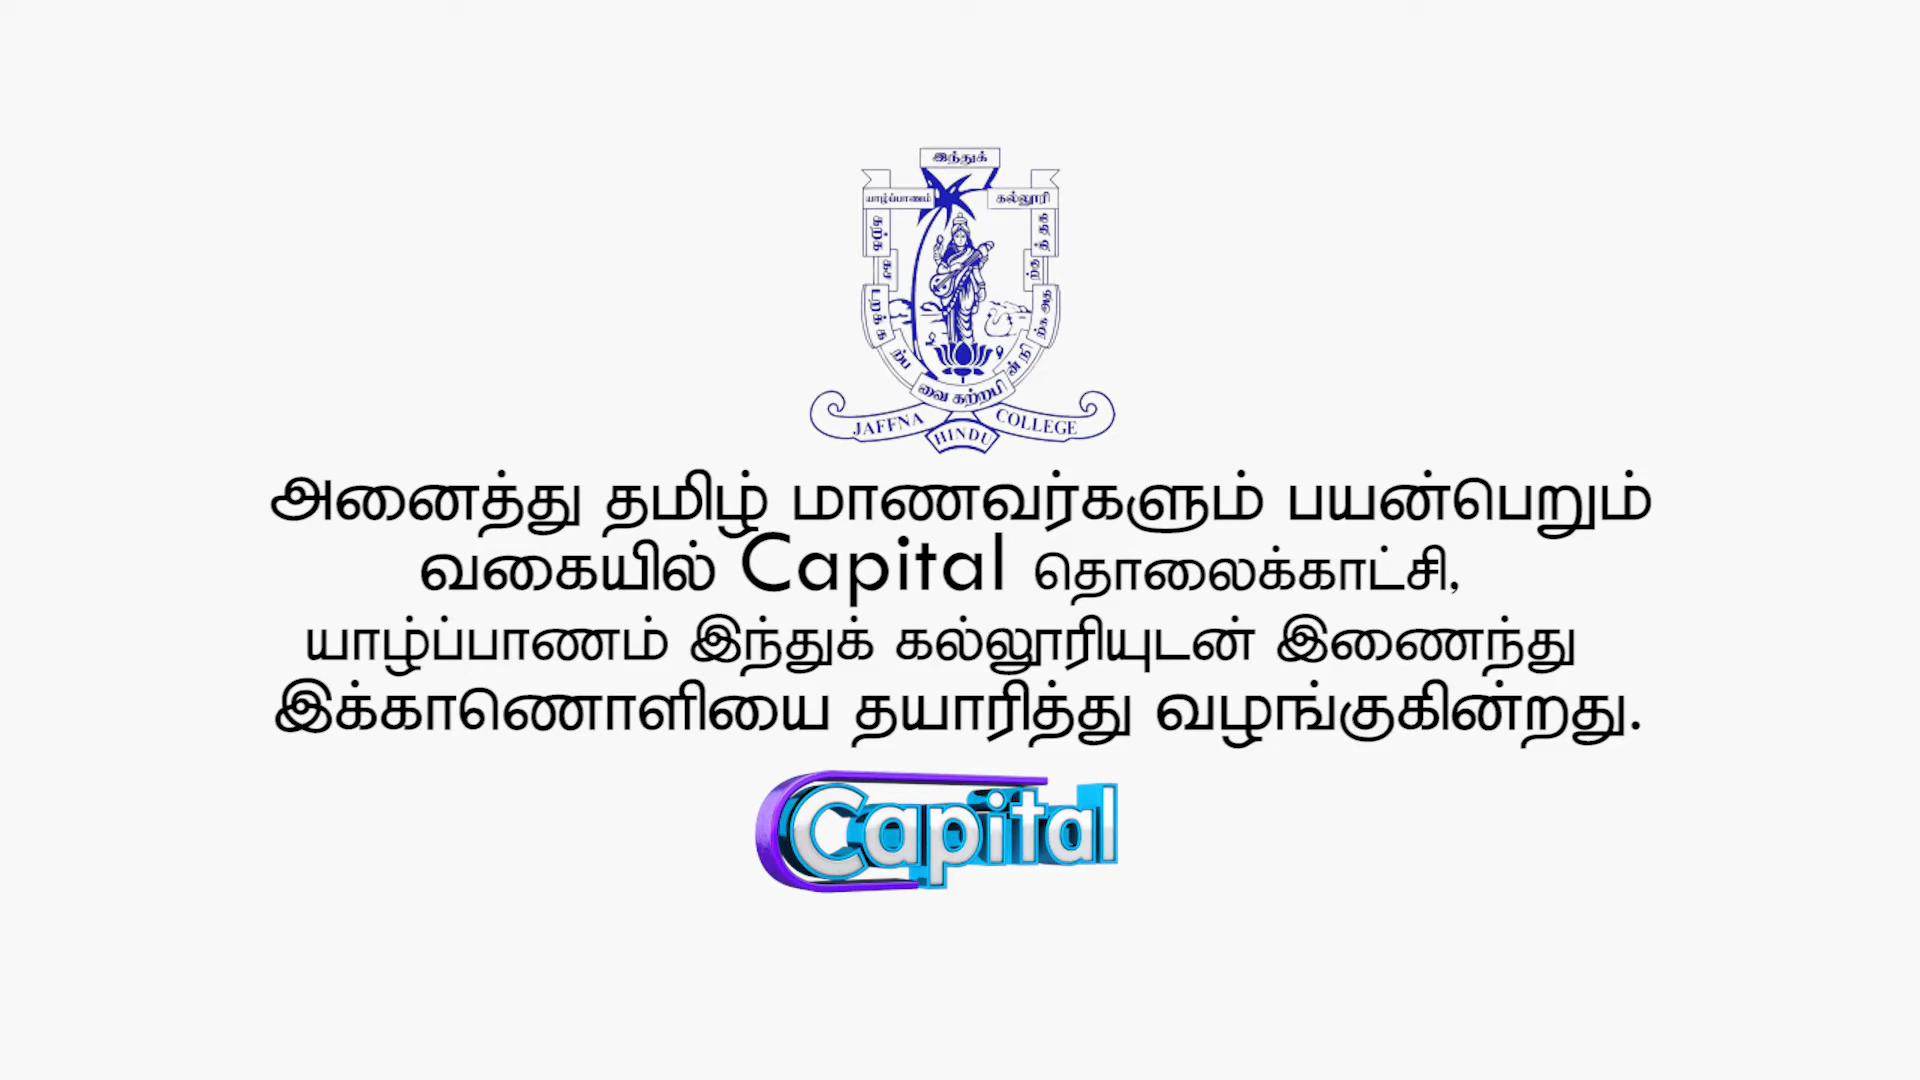 இந்துக்
யாழ்ப்பாணம் கல்லூரி
JAFFNA HINDU COLLEGE
அனைத்து தமிழ் மாணவர்களும் பயன்பெறும்
வகையில் Capital தொலைக்காட்சி,
யாழ்ப்பாணம் இந்துக் கல்லூரியுடன் இணைந்து
இக்காணொளியை தயாரித்து வழங்குகின்றது.
Capital